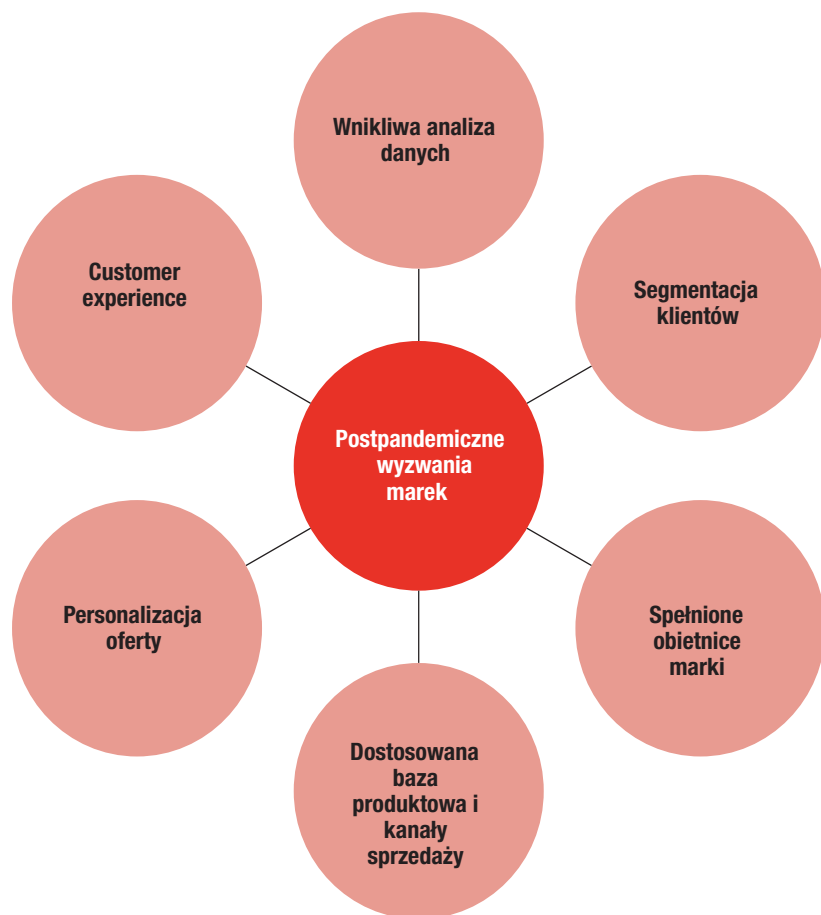 Wnikliwa analiza
danych
Customer
experience
Segmentacja
klientów
Postpandemiczne
wyzwania
marek
Personalizacja
oferty
Spełnione
obietnice
marki
Dostosowana
baza
produktowa i
kanały
sprzedaży